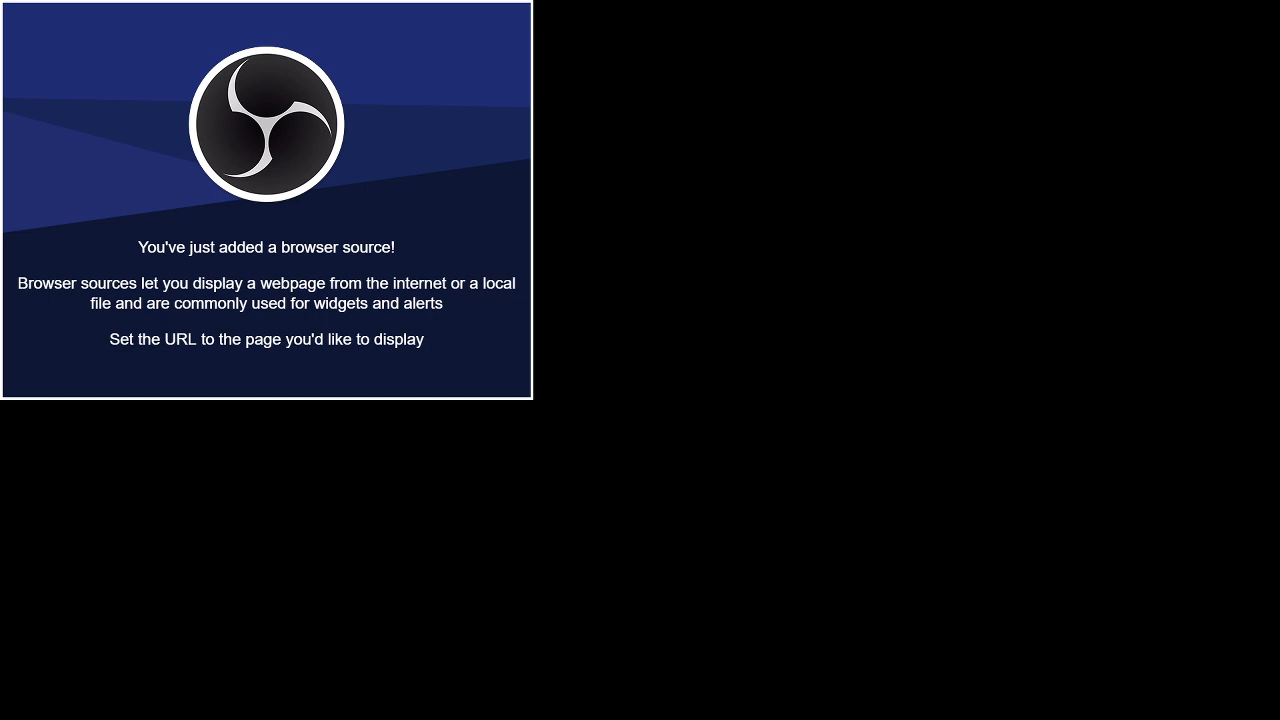 You've just added a browser source!
Browser sources let you display a webpage from the internet or a local
file and are commonly used for widgets and alerts
Set the URL to the page you'd like to display